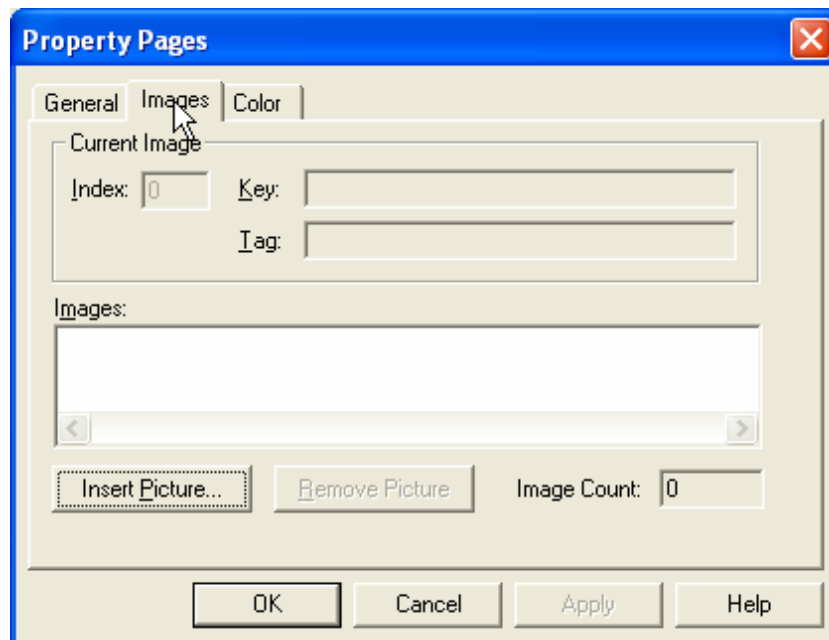 Property Pages
General Images Color
Current Image
Index: 0 Key:
Tag:
Images:
Insert Picture... Remove Picture Image Count: 0
OK Cancel Apply Help